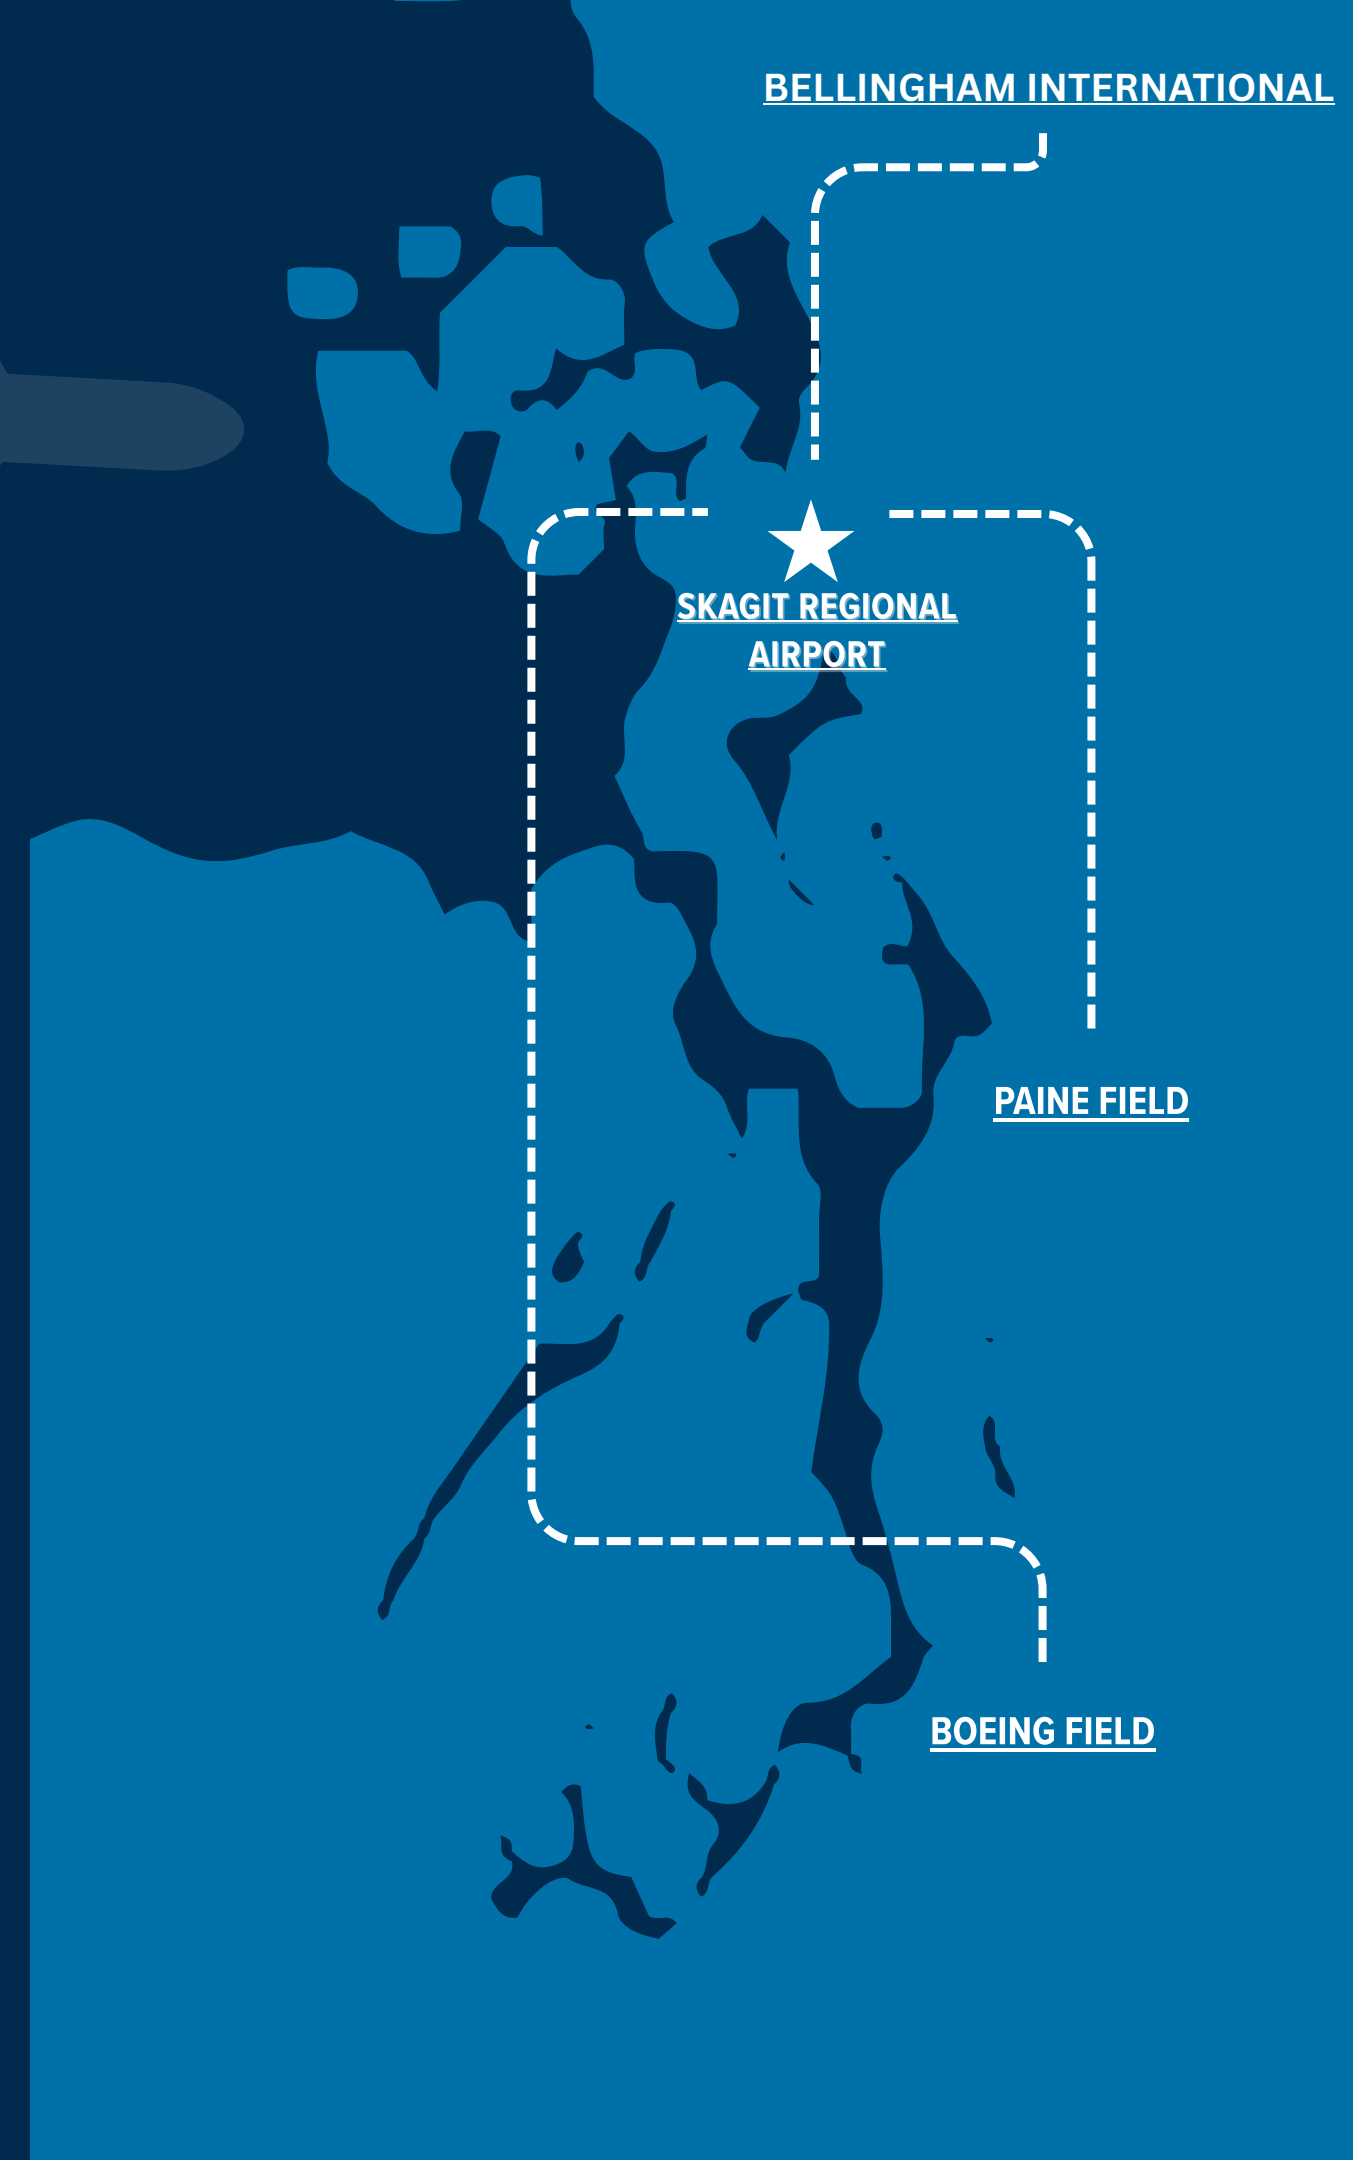 BELLINGHAM INTERNATIONAL
SKAGIT REGIONAL
AIRPORT
PAINE FIELD
BOEING FIELD